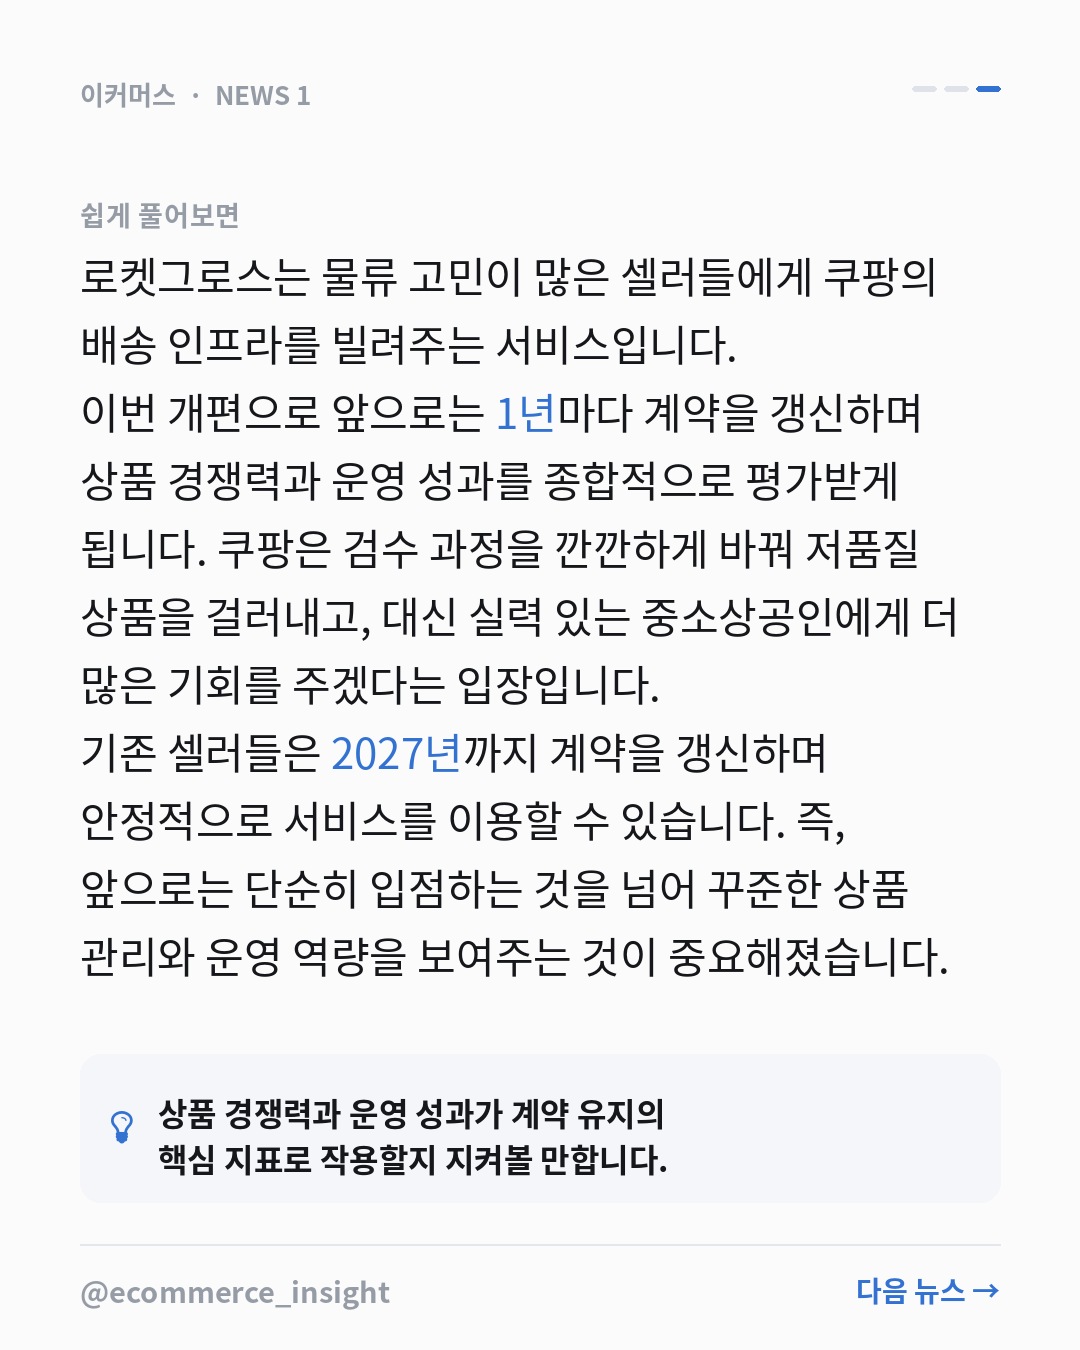 이커머스 · NEWS 1
쉽게 풀어보면
로켓그로스는 물류 고민이 많은 셀러들에게 쿠팡의
배송 인프라를 빌려주는 서비스입니다.
이번 개편으로 앞으로는 1년마다 계약을 갱신하며
상품 경쟁력과 운영 성과를 종합적으로 평가받게
됩니다. 쿠팡은 검수 과정을 깐깐하게 바꿔 저품질
상품을 걸러내고, 대신 실력 있는 중소상공인에게 더
많은 기회를 주겠다는 입장입니다.
기존 셀러들은 2027년까지 계약을 갱신하며
안정적으로 서비스를 이용할 수 있습니다. 즉,
앞으로는 단순히 입점하는 것을 넘어 꾸준한 상품
관리와 운영 역량을 보여주는 것이 중요해졌습니다.
상품 경쟁력과 운영 성과가 계약 유지의
핵심 지표로 작용할지 지켜볼 만합니다.
@ecommerce_insight
다음 뉴스 →